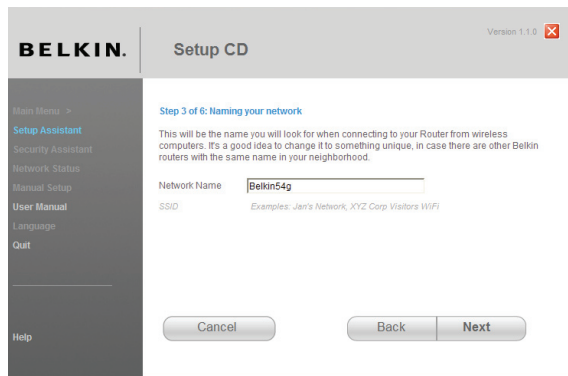 Version 1.1.0
BELKIN.
Setup CD
Main Menu >
Setup Assistant
Security Assistant
Network Status
Manual Setup
User Manual
Language
Quit
Help
Step 3 of 6: Naming your network
This will be the name you will look for when connecting to your Router from wireless
computers. It's a good idea to change it to something unique, in case there are other Belkin
routers with the same name in your neighborhood.
Network Name
Belkin54g
SSID
Examples: Jan's Network, XYZ Corp Visitors WiFi
Cancel
Back
Next